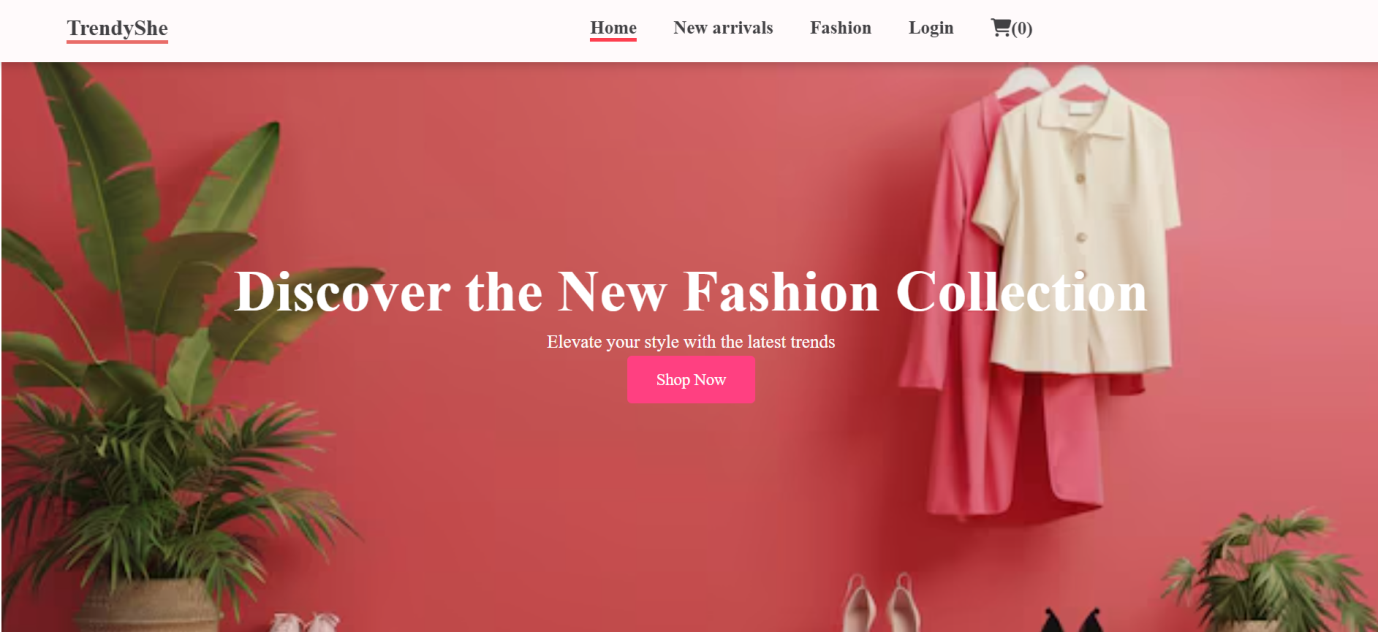 TrendyShe
Home New arrivals Fashion Login (0)
Discover the New Fashion Collection
Elevate your style with the latest trends
Shop Now